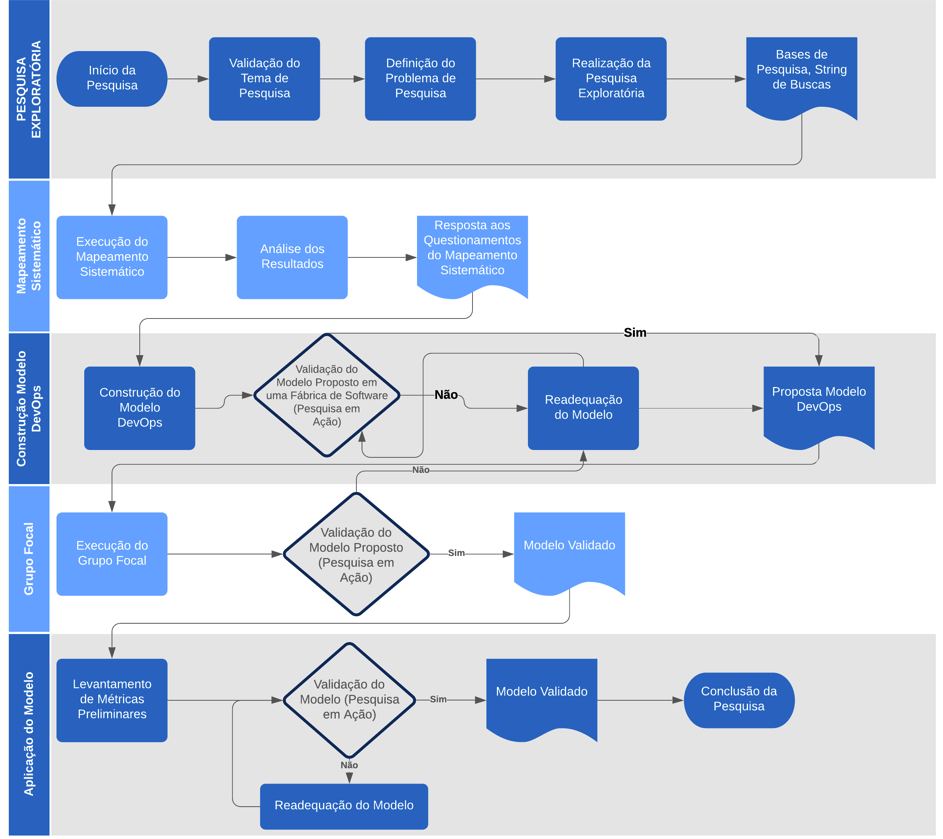 PESQUISA
EXPLORATÓRIA
Início da
Pesquisa
Validação do
Tema de
Pesquisa
Definição do
Problema de
Pesquisa
Realização da
Pesquisa
Exploratória
Bases de
Pesquisa, String
de Buscas
Mapeamento
Sistemático
Execução do
Mapeamento
Sistemático
Análise dos
Resultados
Resposta aos
Questionamentos
do Mapeamento
Sistemático
Construção Modelo
DevOps
Construção do
Modelo
DevOps
Validação do
Modelo Proposto em
uma Fábrica de Software
(Pesquisa em
Ação)
Sim
Não
Readequação
do Modelo
Proposta Modelo
DevOps
Não
Grupo Focal
Execução do
Grupo Focal
Validação do
Modelo Proposto
(Pesquisa em
Ação)
Sim
Modelo Validado
Aplicação do Modelo
Levantamento
de Métricas
Preliminares
Validação do
Modelo (Pesquisa
em Ação)
Sim
Modelo Validado
Conclusão da
Pesquisa
Não
Readequação do Modelo